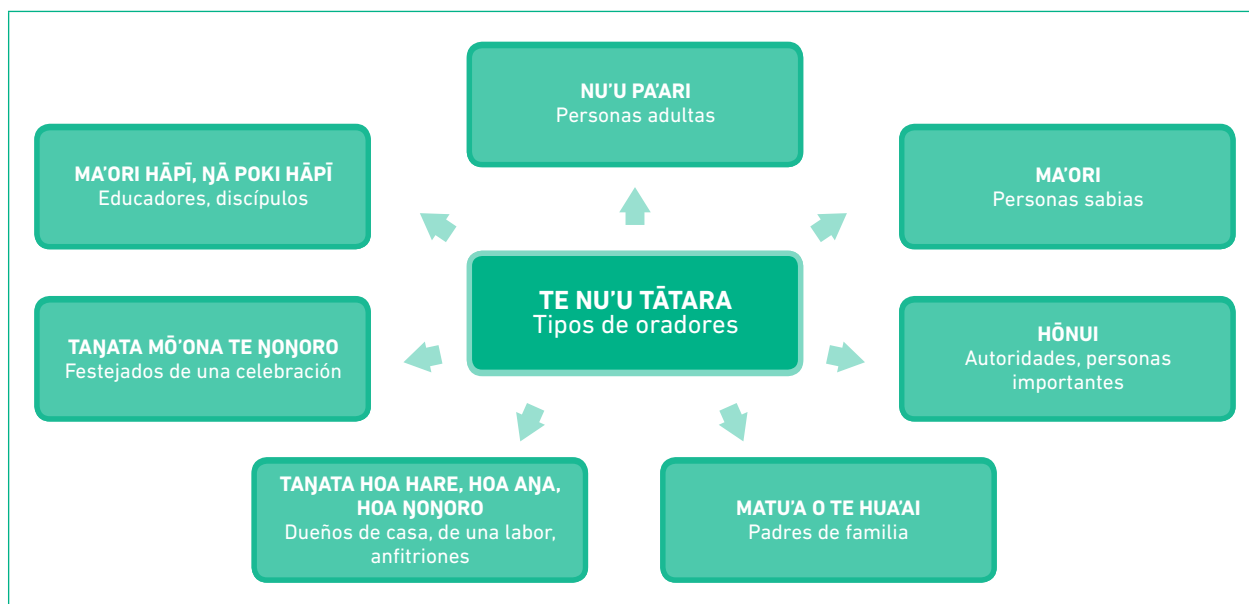 NU'U PA'ARI
Personas adultas
MA'ORI HĀPĪ, ŊĀ POKI HĀPĪ
Educadores, discípulos
MA'ORI
Personas sabias
TE NU'U TĀTARA
Tipos de oradores
TAŊATA MŌ'ONA TE ŊOŊORO
Festejados de una celebración
HŌNUI
Autoridades, personas
importantes
TAŊATA HOA HARE, HOA AŊA,
HOA ŊOŊORO
Dueños de casa, de una labor,
anfitriones
MATU'A O TE HUA'AI
Padres de familia